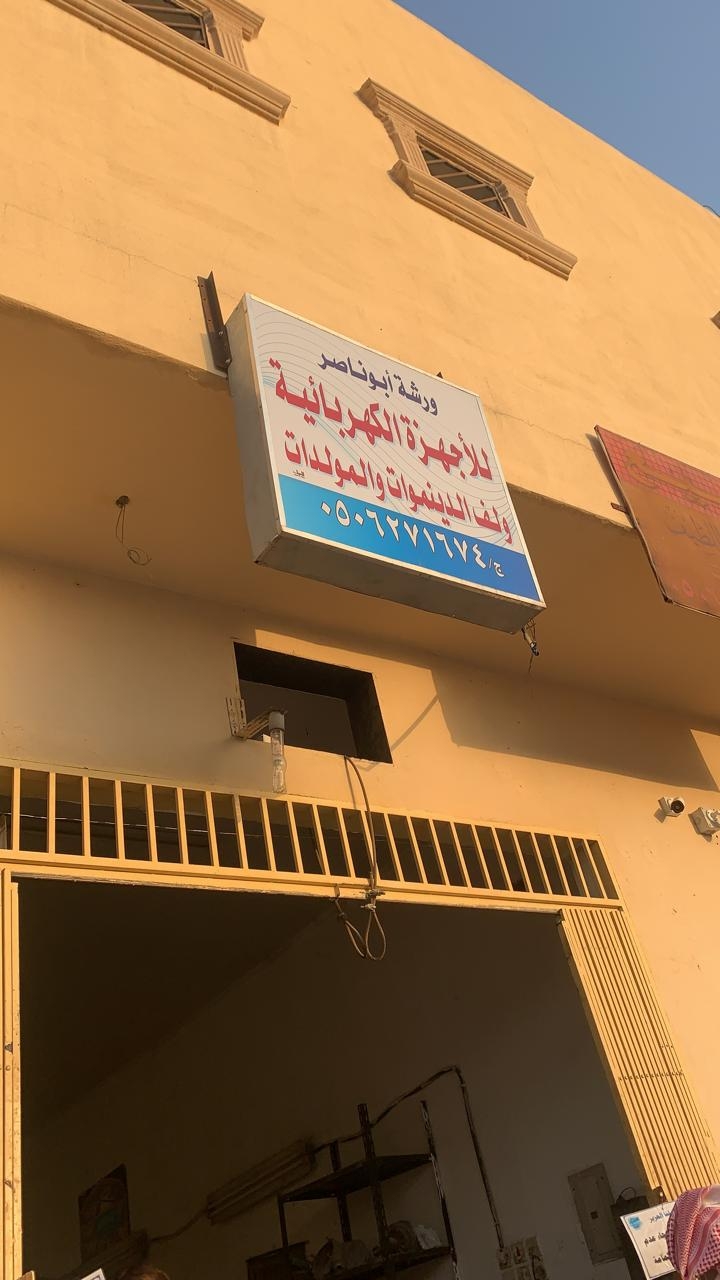 ورشة أبوناصر
للأجهزة الكهربائية
ولف الدينموات والمولدات
ج/٠٥٠٦٢٧١٦٧٤